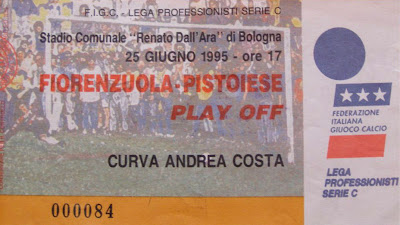 F.I.G.C. - LEGA PROFESSIONISTI SERIE C
Stadio Comunale "Renato Dall'Ara" di Bologna
25 GIUGNO 1995 - ore 17
FIORENZUOLA-PISTOIESE
PLAY OFF
CURVA ANDREA COSTA
000084
FEDERAZIONE
ITALIANA
GIUOCO CALCIO
LEGA
PROFESSIONISTI
SERIE C